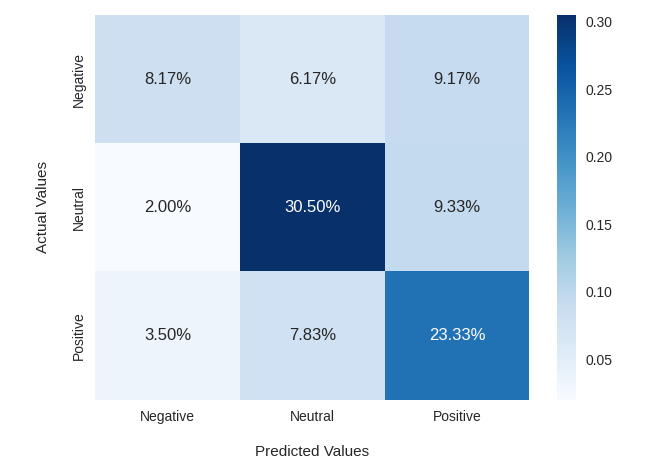 Actual Values
Negative
8.17% 6.17% 9.17%
Neutral
2.00% 30.50% 9.33%
Positive
3.50% 7.83% 23.33%
Negative Neutral Positive
Predicted Values
0.30
0.25
0.20
0.15
0.10
0.05